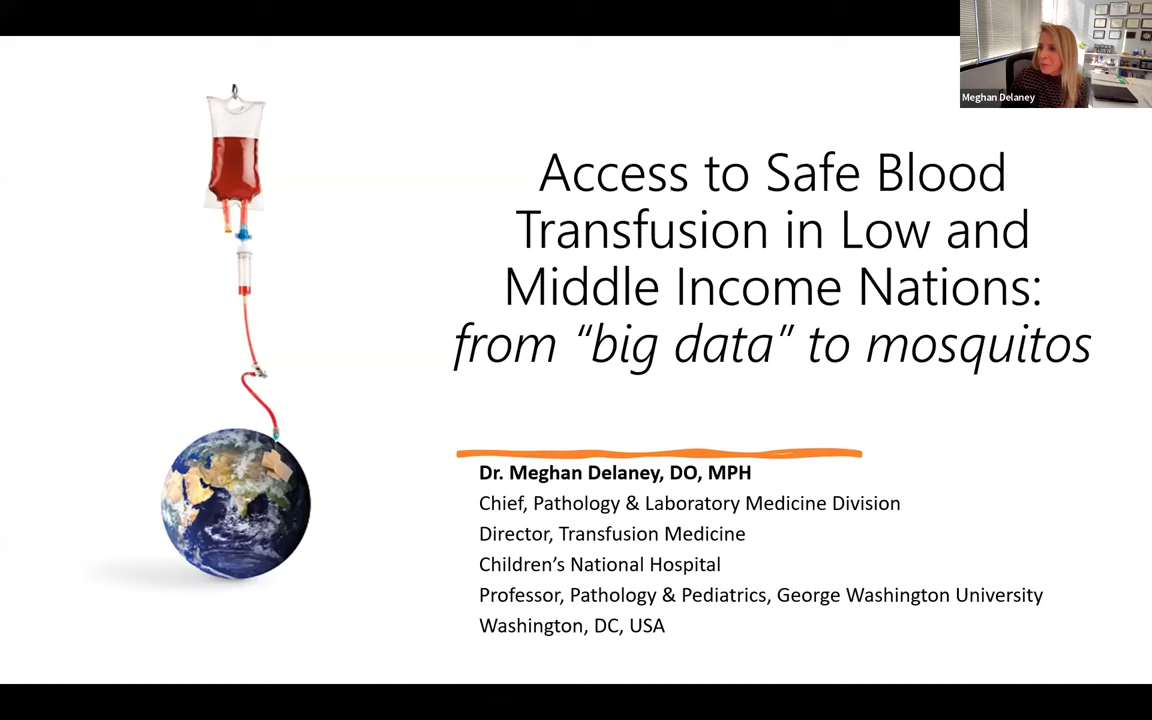 Meghan Delaney
Access to Safe Blood
Transfusion in Low and
Middle Income Nations:
from “big data” to mosquitos
Dr. Meghan Delaney, DO, MPH
Chief, Pathology & Laboratory Medicine Division
Director, Transfusion Medicine
Children’s National Hospital
Professor, Pathology & Pediatrics, George Washington University
Washington, DC, USA